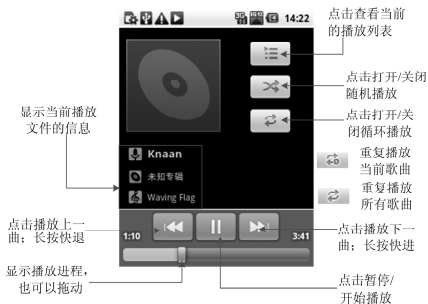 14:22
点击查看当前
的播放列表
点击打开/关闭
随机播放
点击打开/关
闭循环播放
显示当前播放
文件的信息
重复播放
当前歌曲
重复播放
所有歌曲
Knaan
未知专辑
Waving Flag
点击播放上一
曲；长按快退
1:10
3:41
点击播放下一
曲；长按快进
显示播放进程，
也可以拖动
点击暂停/
开始播放